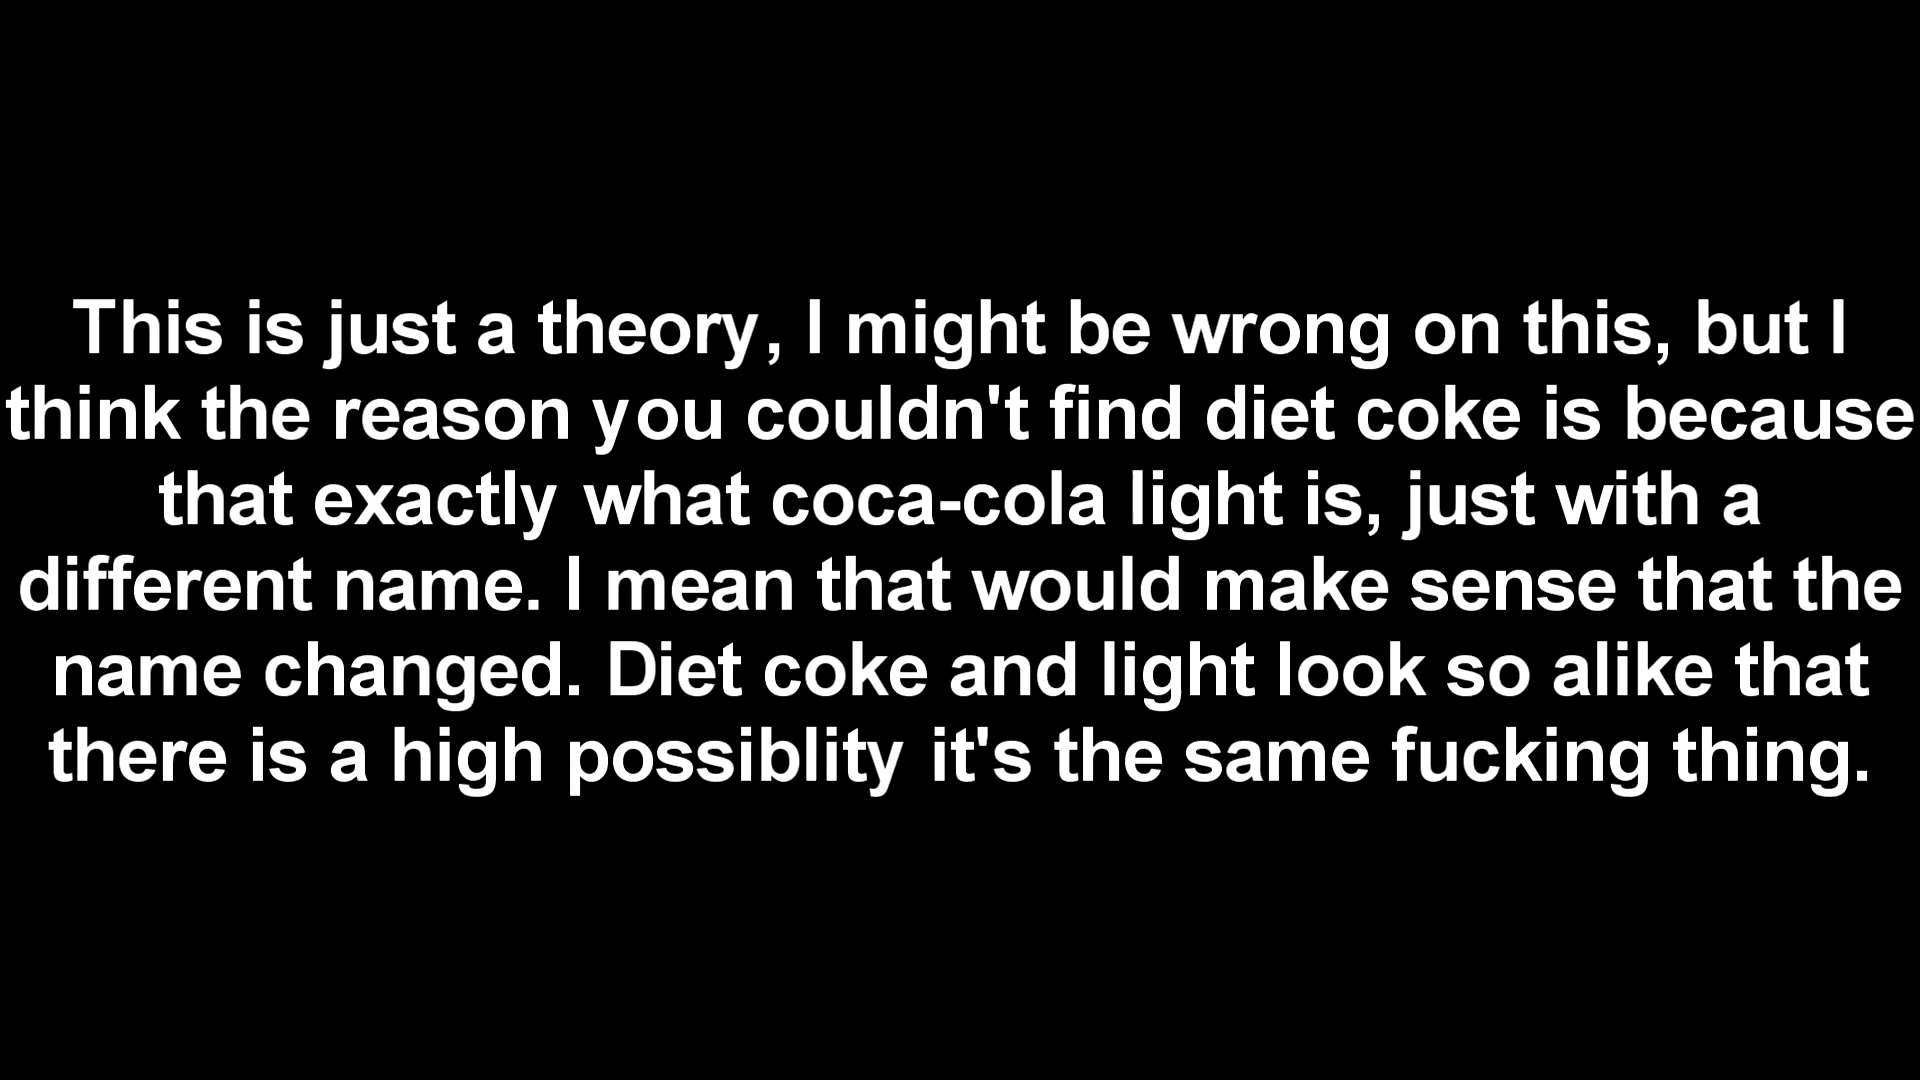 This is just a theory, I might be wrong on this, but I
think the reason you couldn't find diet coke is because
that exactly what coca-cola light is, just with a
different name. I mean that would make sense that the
name changed. Diet coke and light look so alike that
there is a high possiblity it's the same fucking thing.